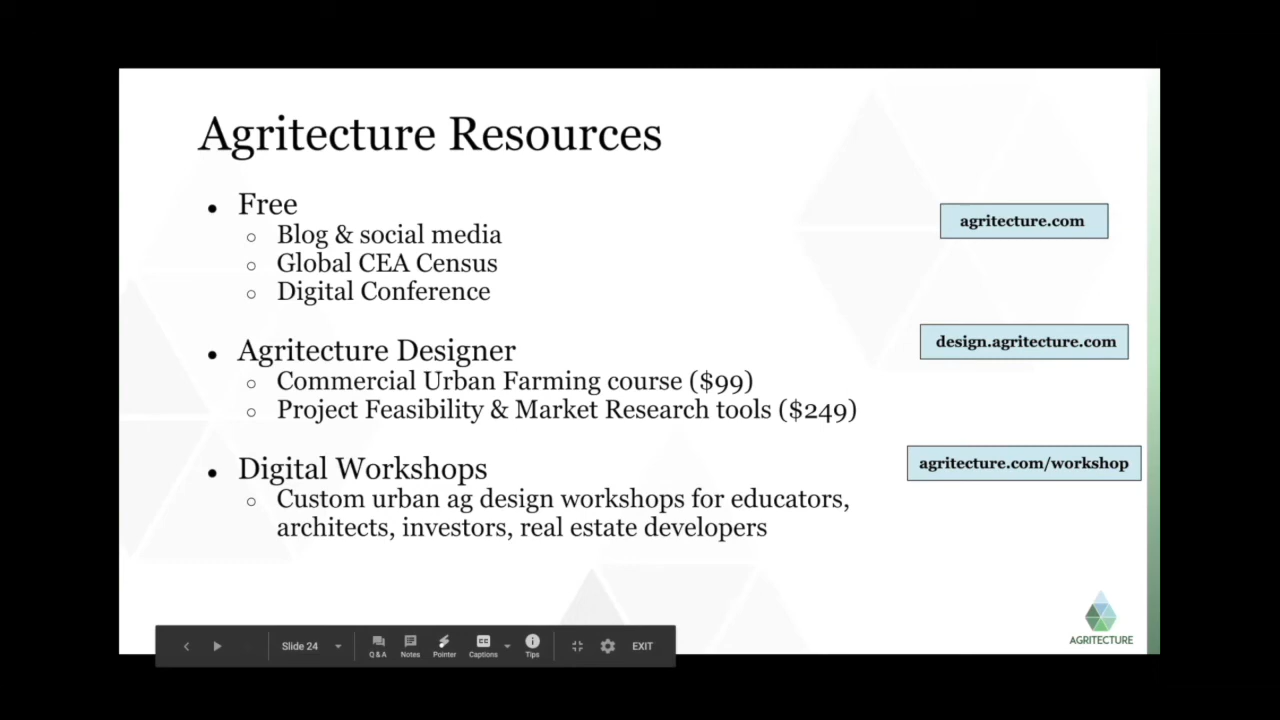 Agritecture Resources
● Free
○ Blog & social media
○ Global CEA Census
○ Digital Conference
agritecture.com
● Agritecture Designer
○ Commercial Urban Farming course ($99)
○ Project Feasibility & Market Research tools ($249)
design.agritecture.com
● Digital Workshops
○ Custom urban ag design workshops for educators,
architects, investors, real estate developers
agritecture.com/workshop
AGRITECTURE
Slide 24
Q & A
Notes
Pointer
CC
Captions
Tips
EXIT